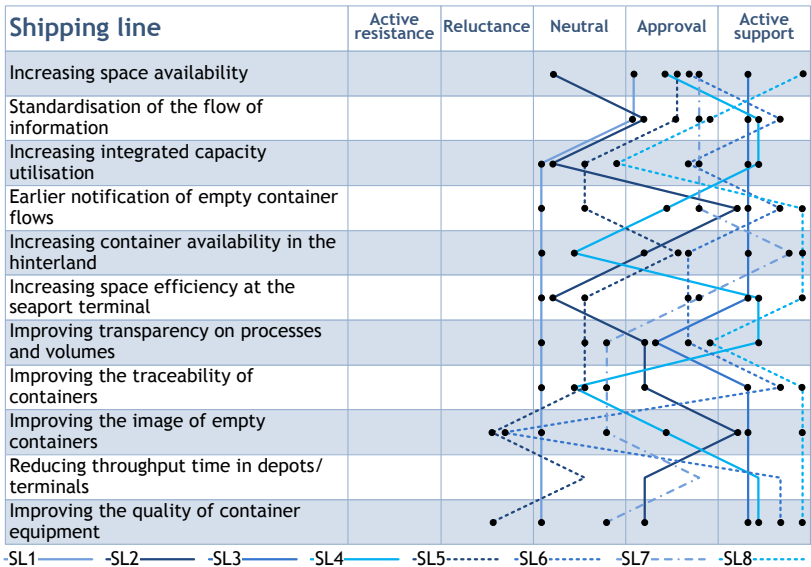 Shipping line
Active
resistance
Reluctance
Neutral
Approval
Active
support
Increasing space availability
Standardisation of the flow of
information
Increasing integrated capacity
utilisation
Earlier notification of empty container
flows
Increasing container availability in the
hinterland
Increasing space efficiency at the
seaport terminal
Improving transparency on processes
and volumes
Improving the traceability of
containers
Improving the image of empty
containers
Reducing throughput time in depots/
terminals
Improving the quality of container
equipment
SL1 SL2 SL3 SL4 SL5 SL6 SL7 SL8